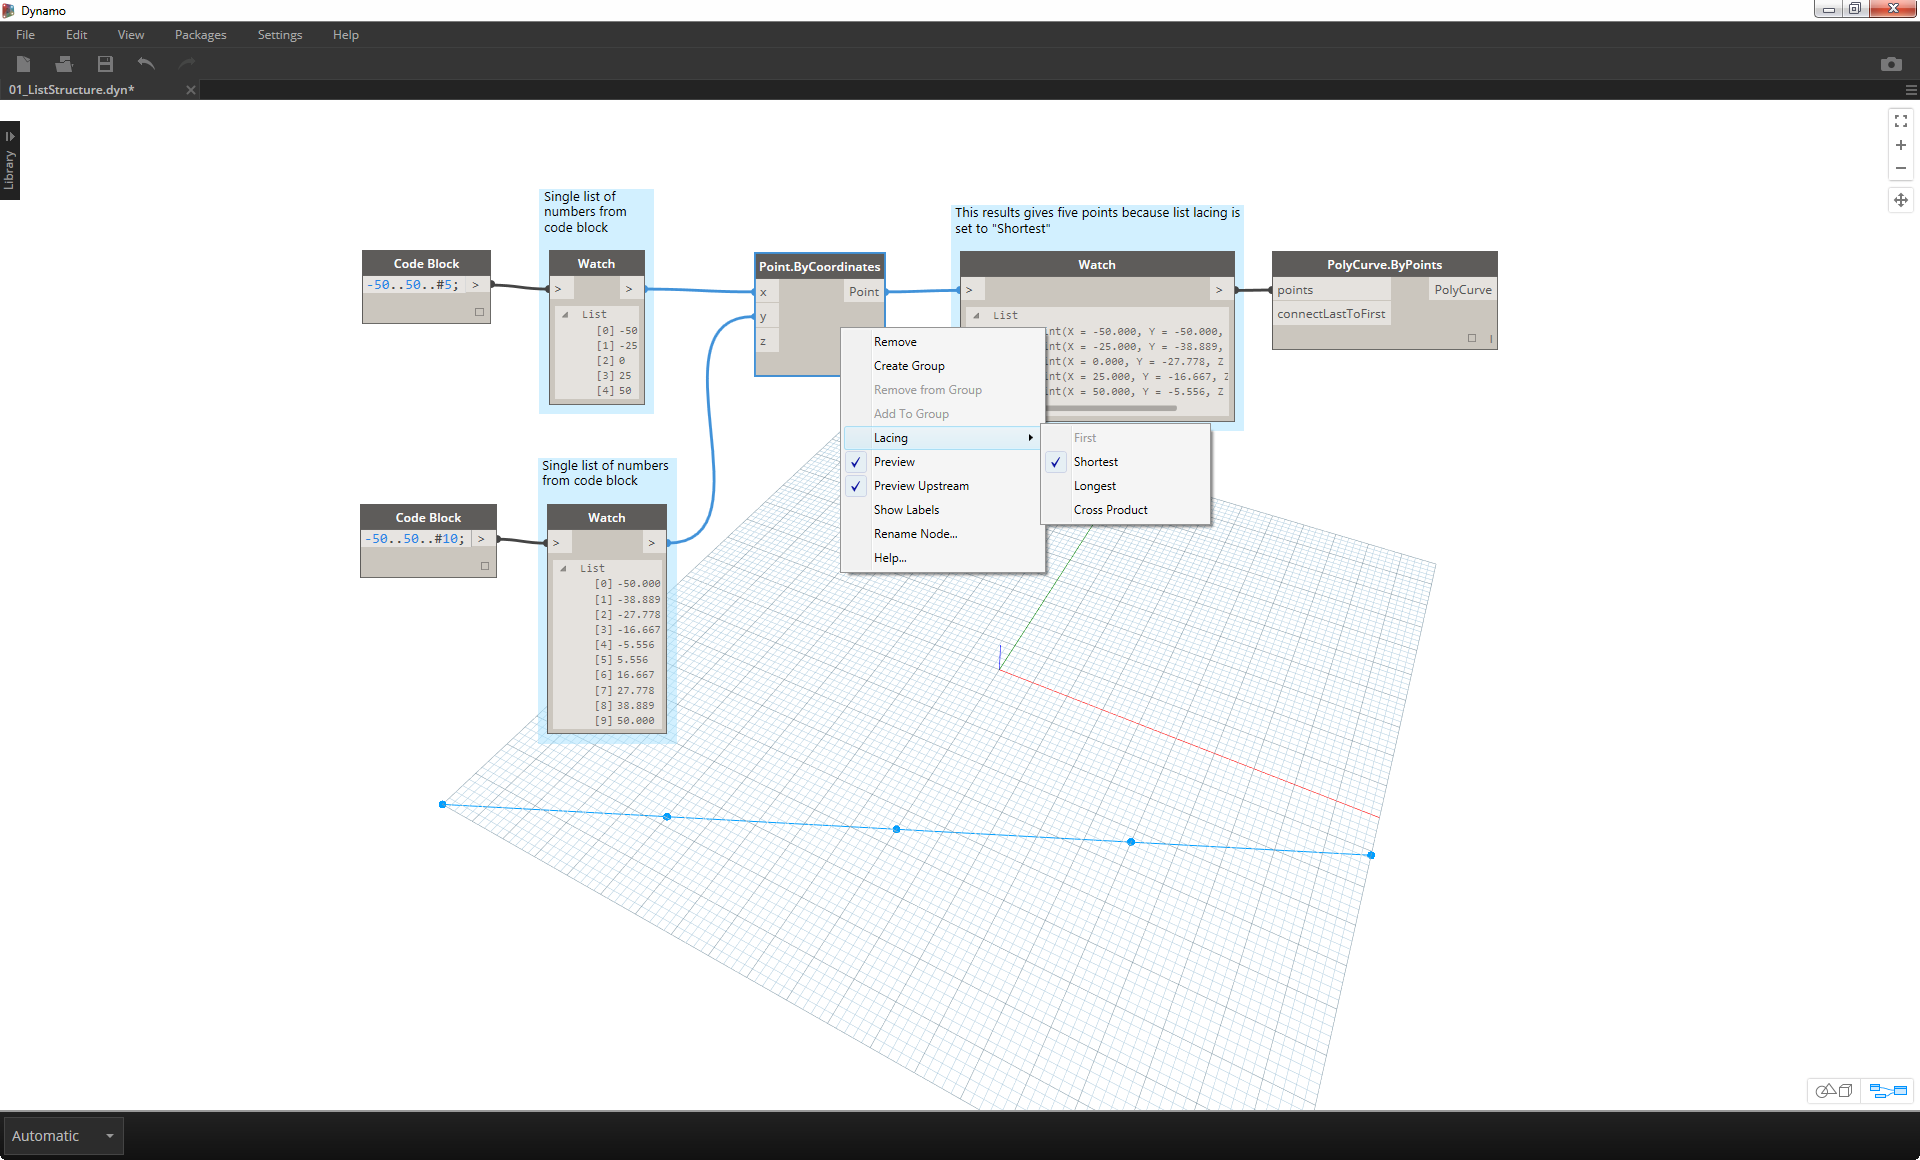 Dynamo
File Edit View Packages Settings Help
01_ListStructure.dyn*
Library
Single list of
numbers from
code block
This results gives five points because list lacing is
set to "Shortest"
Code Block
-50..50..#5; >
Watch
> >
List
[0] -50
[1] -25
[2] 0
[3] 25
[4] 50
Point.ByCoordinates
x Point
y
z
Watch
> >
List
int(X = -50.000, Y = -50.000,
int(X = -25.000, Y = -38.889,
int(X = 0.000, Y = -27.778, Z
int(X = 25.000, Y = -16.667, Z
int(X = 50.000, Y = -5.556, Z
PolyCurve.ByPoints
points PolyCurve
connectLastToFirst
Remove
Create Group
Remove from Group
Add To Group
Lacing
Preview
Preview Upstream
Show Labels
Rename Node...
Help...
First
Shortest
Longest
Cross Product
Single list of numbers
from code block
Code Block
-50..50..#10; >
Watch
> >
List
[0] -50.000
[1] -38.889
[2] -27.778
[3] -16.667
[4] -5.556
[5] 5.556
[6] 16.667
[7] 27.778
[8] 38.889
[9] 50.000
Automatic